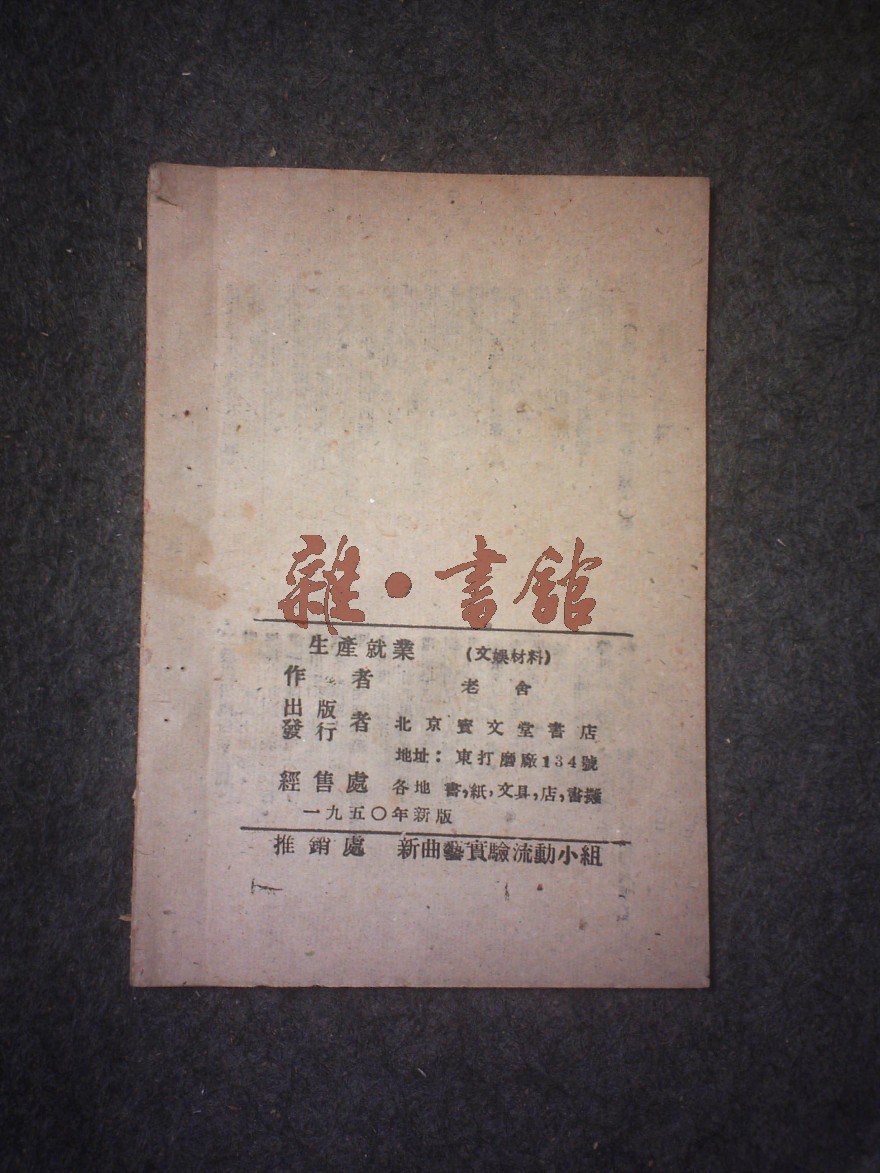 雜·書舘
生產就業 (文娛材料)
作者 老舍
出版發行者 北京寶文堂書店
地址：東打磨廠134號
經售處 各地書,紙,文具,店,書攤
一九五〇年新版
推銷處 新曲藝實驗流動小組